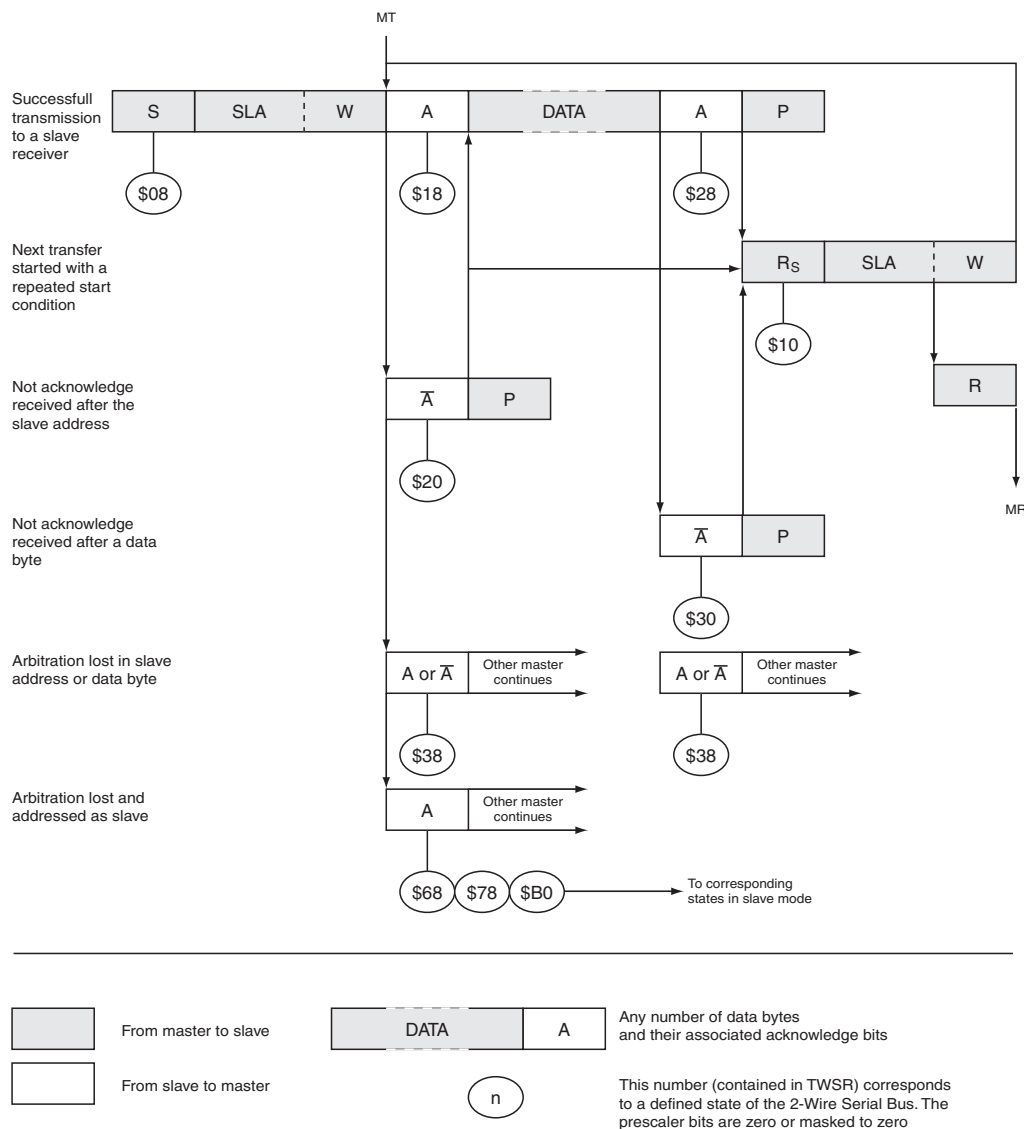 MT
Successfull
transmission
to a slave
receiver
S SLA W A DATA A P
$08 $18 $28
Next transfer
started with a
repeated start
condition
RS SLA W
$10
Not acknowledge
received after the
slave address
A̅ P
R
$20
MR
Not acknowledge
received after a data
byte
A̅ P
$30
Arbitration lost in slave
address or data byte
A or A̅
Other master
continues
A or A̅
Other master
continues
$38 $38
Arbitration lost and
addressed as slave
A
Other master
continues
$68 $78 $B0
To corresponding
states in slave mode
From master to slave
DATA A
Any number of data bytes
and their associated acknowledge bits
From slave to master
n
This number (contained in TWSR) corresponds
to a defined state of the 2-Wire Serial Bus. The
prescaler bits are zero or masked to zero